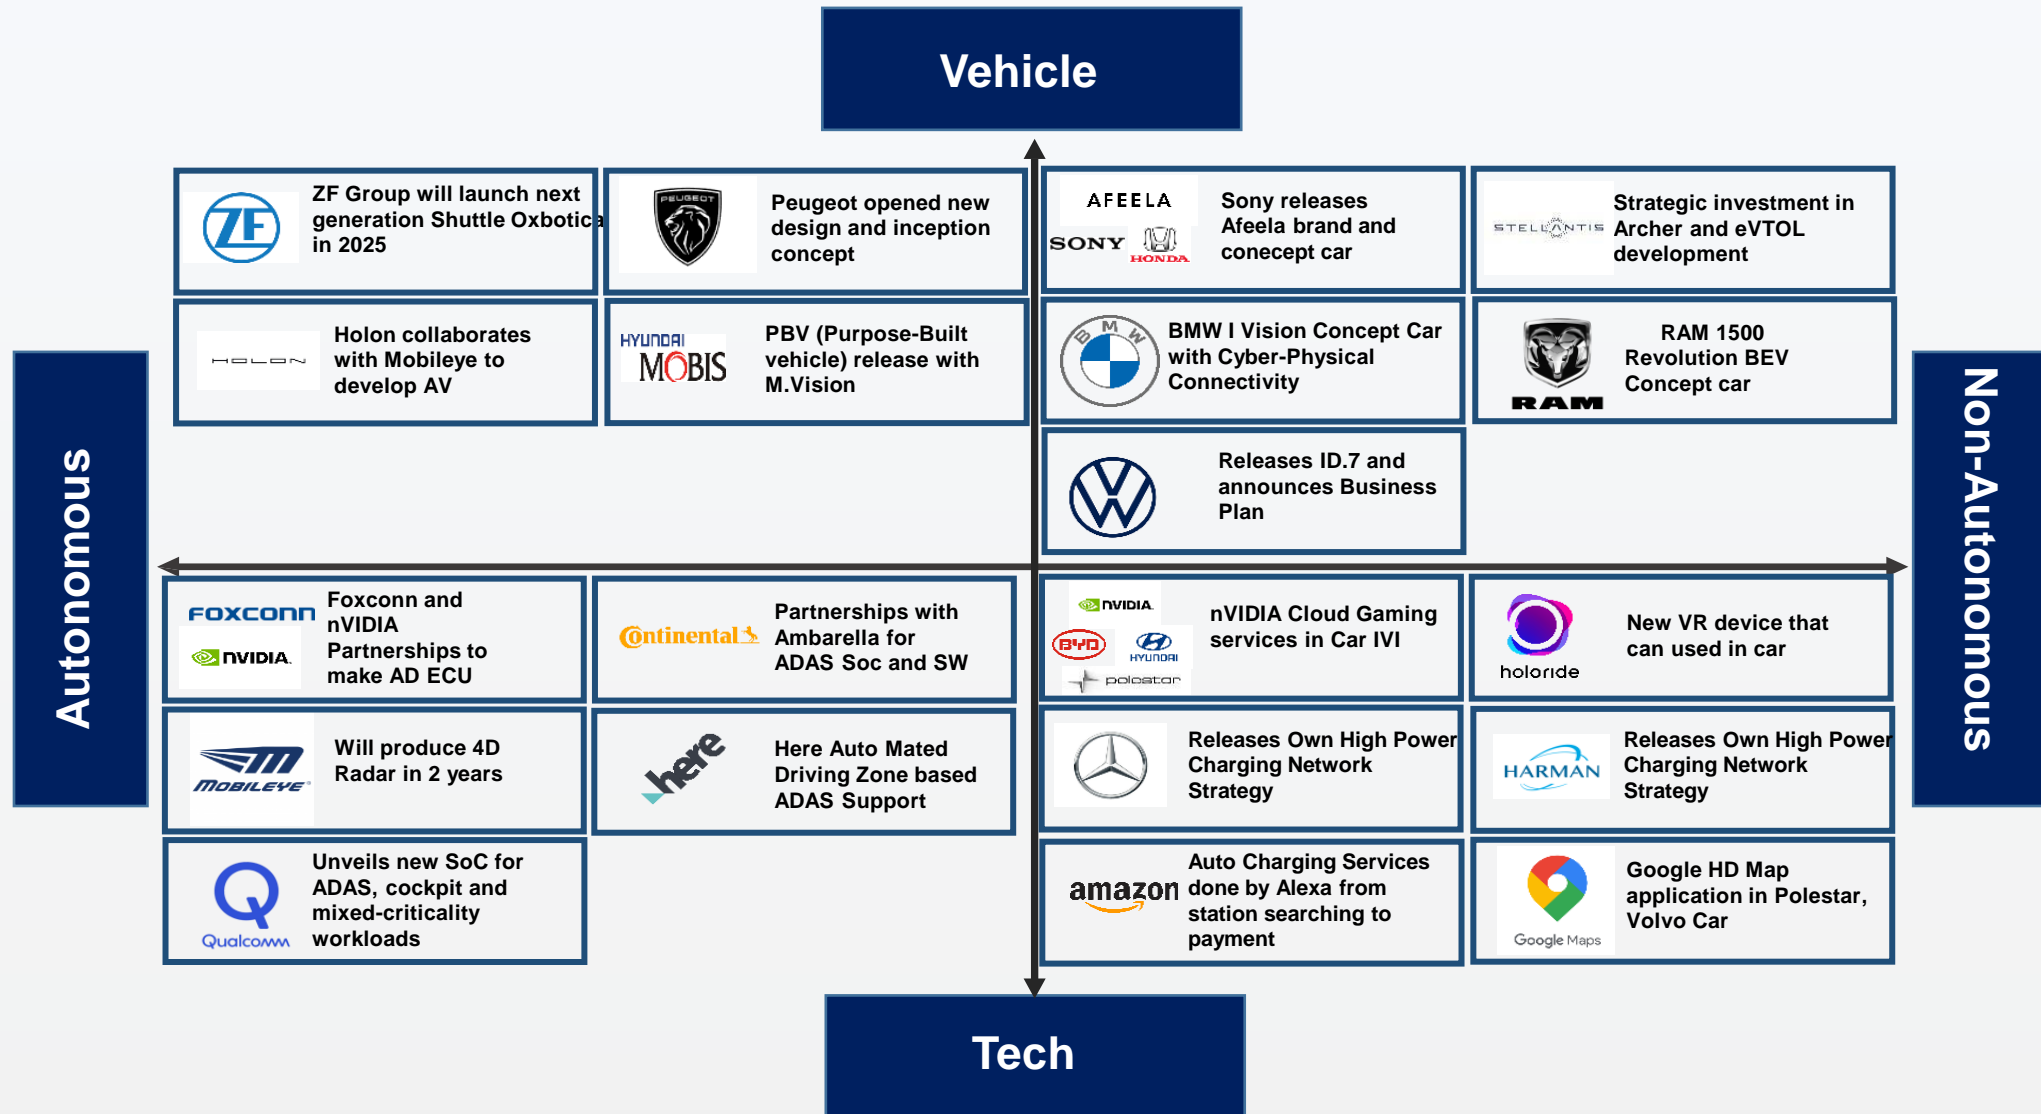 Vehicle
ZF
ZF Group will launch next
generation Shuttle Oxbotica
in 2025
PEUGEOT
Peugeot opened new
design and inception
concept
AFEELA
SONY
HONDA
Sony releases
Afeela brand and
conecept car
STELLANTIS
Strategic investment in
Archer and eVTOL
development
HOLON
Holon collaborates
with Mobileye to
develop AV
HYUNDAI
MOBIS
PBV (Purpose-Built
vehicle) release with
M.Vision
BMW
BMW I Vision Concept Car
with Cyber-Physical
Connectivity
RAM
RAM 1500
Revolution BEV
Concept car
Releases ID.7 and
announces Business
Plan
Autonomous
Non-Autonomous
FOXCONN
NVIDIA.
Foxconn and
nVIDIA
Partnerships to
make AD ECU
Continental
Partnerships with
Ambarella for
ADAS Soc and SW
NVIDIA.
BYD
HYUNDAI
polestar
nVIDIA Cloud Gaming
services in Car IVI
holoride
New VR device that
can used in car
MOBILEYE
Will produce 4D
Radar in 2 years
here
Here Auto Mated
Driving Zone based
ADAS Support
Releases Own High Power
Charging Network
Strategy
HARMAN
Releases Own High Power
Charging Network
Strategy
Qualcomm
Unveils new SoC for
ADAS, cockpit and
mixed-criticality
workloads
amazon
Auto Charging Services
done by Alexa from
station searching to
payment
Google Maps
Google HD Map
application in Polestar,
Volvo Car
Tech